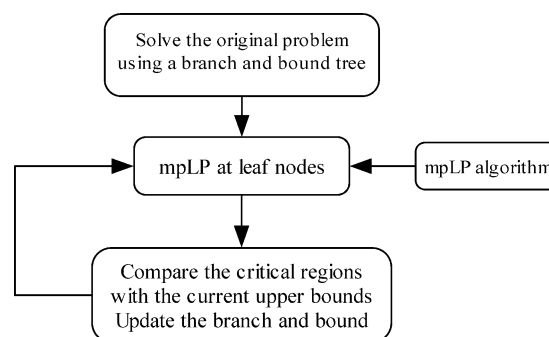 Solve the original problem
using a branch and bound tree
mpLP at leaf nodes
mpLP algorithm
Compare the critical regions
with the current upper bounds
Update the branch and bound